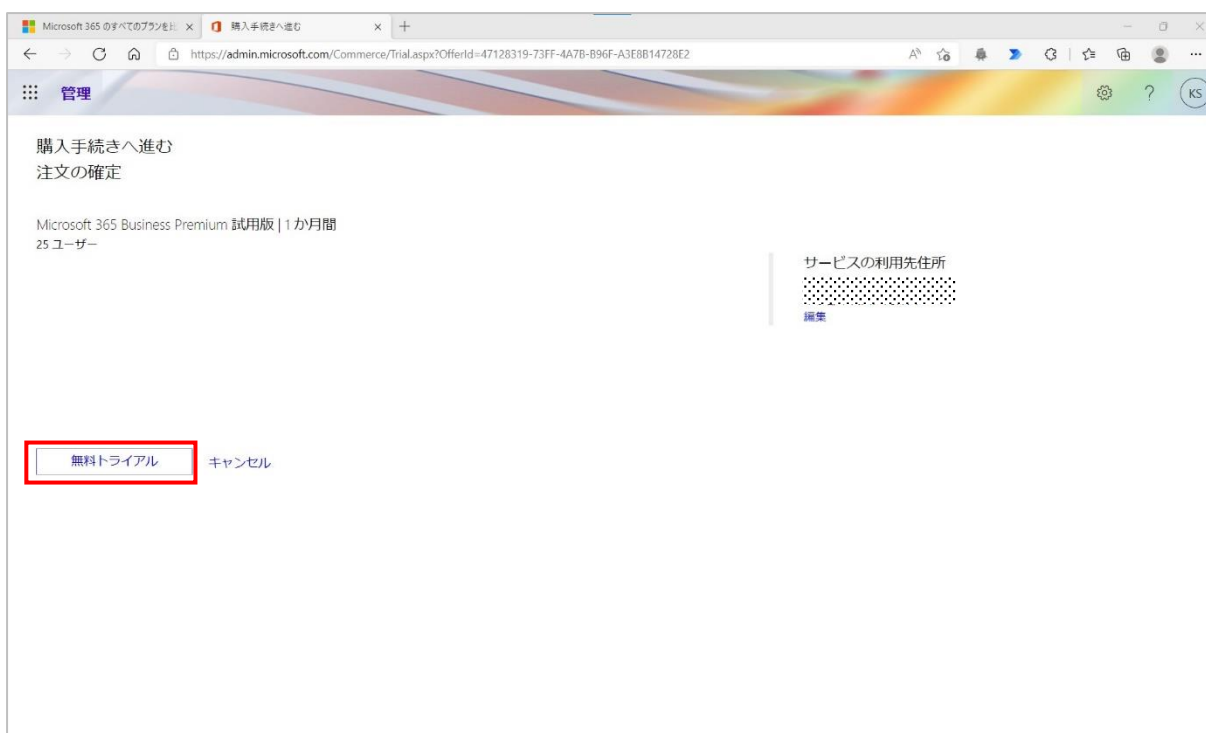 Microsoft 365 のすべてのプランを比
購入手続きへ進む
https://admin.microsoft.com/Commerce/Trial.aspx?OfferId=47128319-73FF-4A7B-B96F-A3E8B14728E2
管理
?
KS
購入手続きへ進む
注文の確定
Microsoft 365 Business Premium 試用版 | 1 か月間
25 ユーザー
サービスの利用先住所
編集
無料トライアル
キャンセル